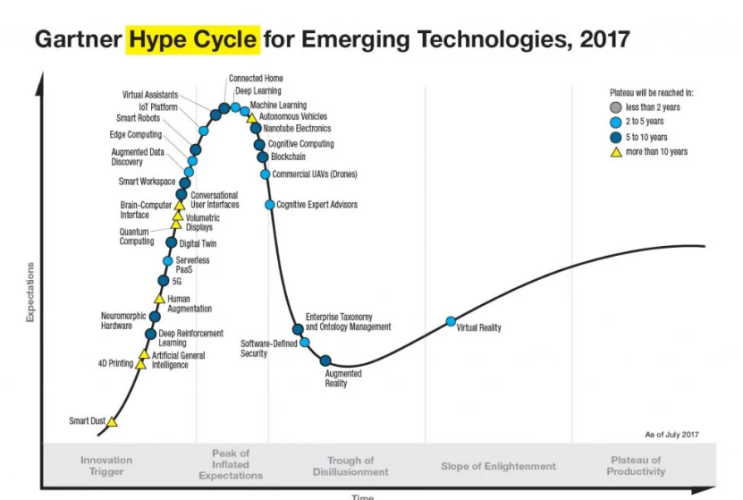 Gartner Hype Cycle for Emerging Technologies, 2017
Plateau will be reached in:
less than 2 years
2 to 5 years
5 to 10 years
more than 10 years
Connected Home
Deep Learning
Virtual Assistants
Machine Learning
IoT Platform
Autonomous Vehicles
Smart Robots
Nanotube Electronics
Edge Computing
Cognitive Computing
Augmented Data
Discovery
Blockchain
Commercial UAVs (Drones)
Smart Workspace
Conversational
User Interfaces
Cognitive Expert Advisors
Brain-Computer
Interface
Volumetric
Displays
Quantum
Computing
Digital Twin
Serverless
PaaS
5G
Human
Augmentation
Neuromorphic
Hardware
Deep Reinforcement
Learning
Artificial General
Intelligence
4D Printing
Smart Dust
Enterprise Taxonomy
and Ontology Management
Software-Defined
Security
Augmented
Reality
Virtual Reality
Expectations
As of July 2017
Innovation
Trigger
Peak of
Inflated
Expectations
Trough of
Disillusionment
Slope of Enlightenment
Plateau of
Productivity
Time